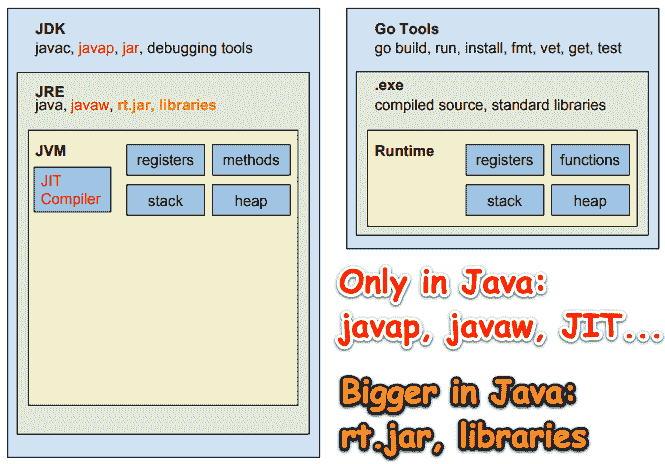 JDK
javac, javap, jar, debugging tools
JRE
java, javaw, rt.jar, libraries
JVM
JIT
Compiler
registers
methods
stack
heap
Go Tools
go build, run, install, fmt, vet, get, test
.exe
compiled source, standard libraries
Runtime
registers
functions
stack
heap
Only in Java:
javap, javaw, JIT...
Bigger in Java:
rt.jar, libraries